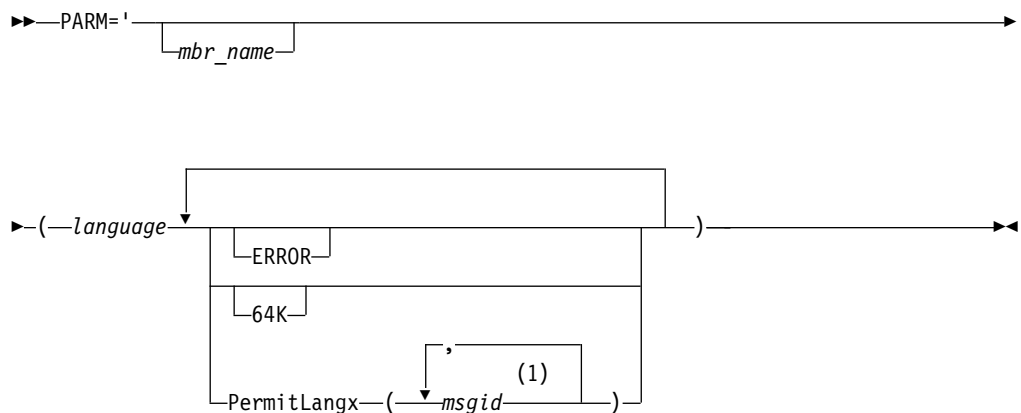 PARM='
mbr_name
( language )
ERROR
64K
,
(1)
PermitLangx ( msgid )